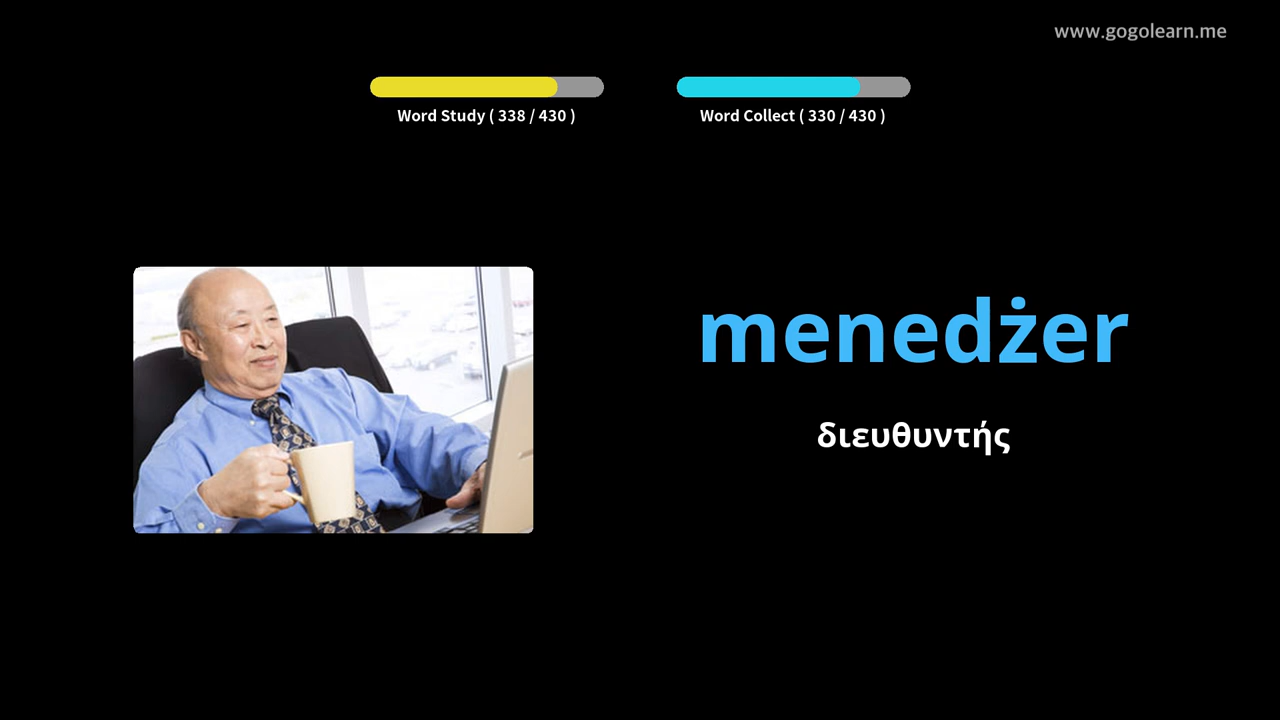 www.gogolearn.me
Word Study ( 338 / 430 )
Word Collect ( 330 / 430 )
menedżer
διευθυντής